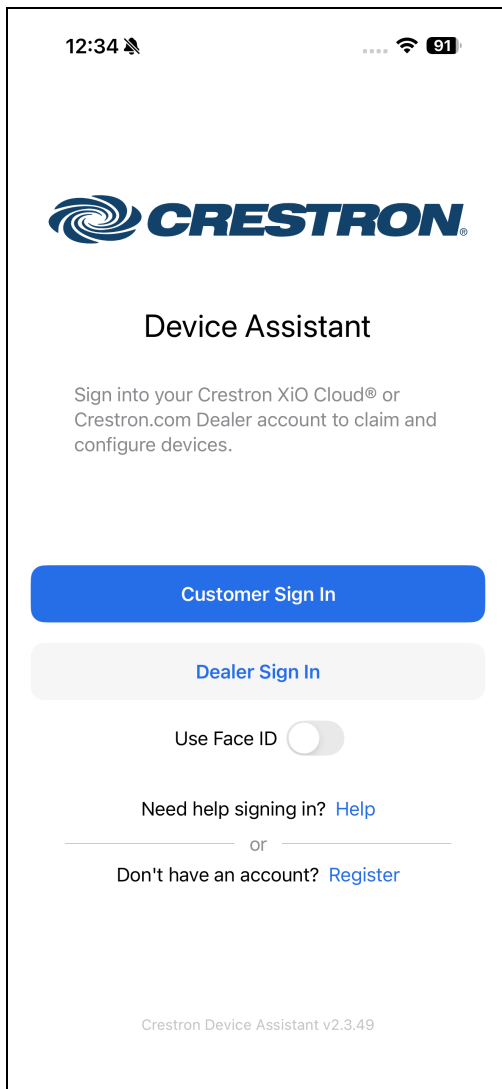 12:34
91
CRESTRON®
Device Assistant
Sign into your Crestron XiO Cloud® or
Crestron.com Dealer account to claim and
configure devices.
Customer Sign In
Dealer Sign In
Use Face ID
Need help signing in? Help
or
Don't have an account? Register
Crestron Device Assistant v2.3.49